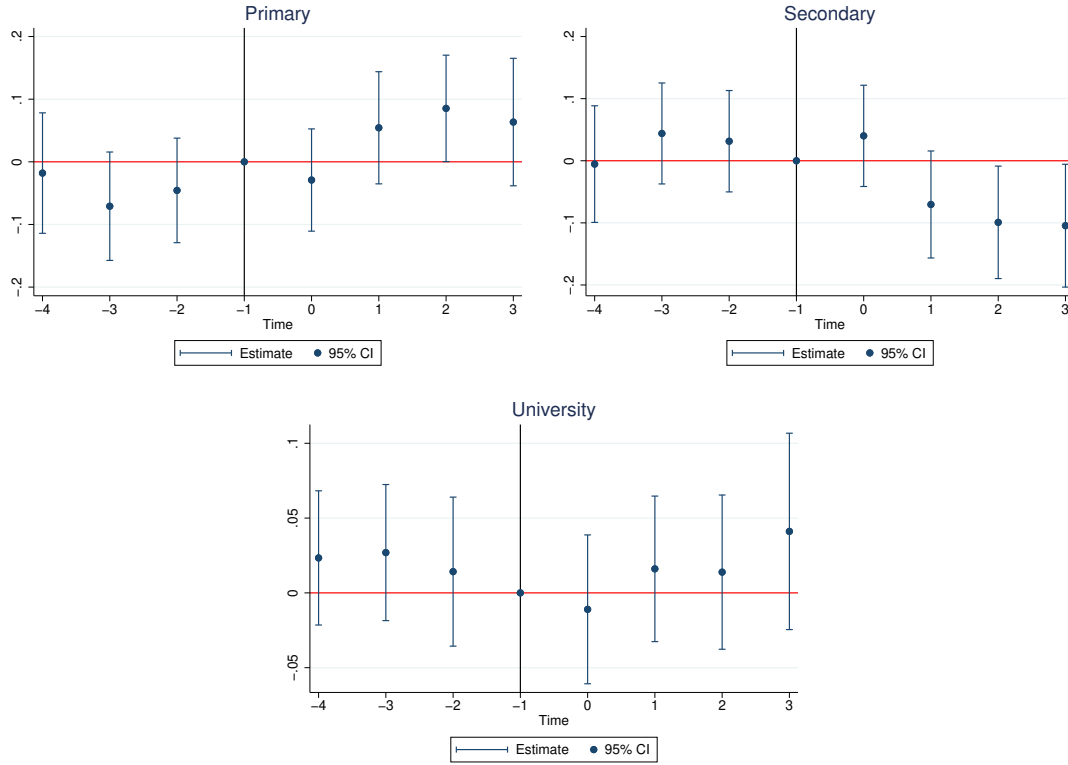 Primary
.2
.1
0
-.1
-.2
−4 −3 −2 −1 0 1 2 3
Time
Estimate 95% CI
Secondary
.2
.1
0
-.1
-.2
−4 −3 −2 −1 0 1 2 3
Time
Estimate 95% CI
University
.1
.05
0
-.05
−4 −3 −2 −1 0 1 2 3
Time
Estimate 95% CI